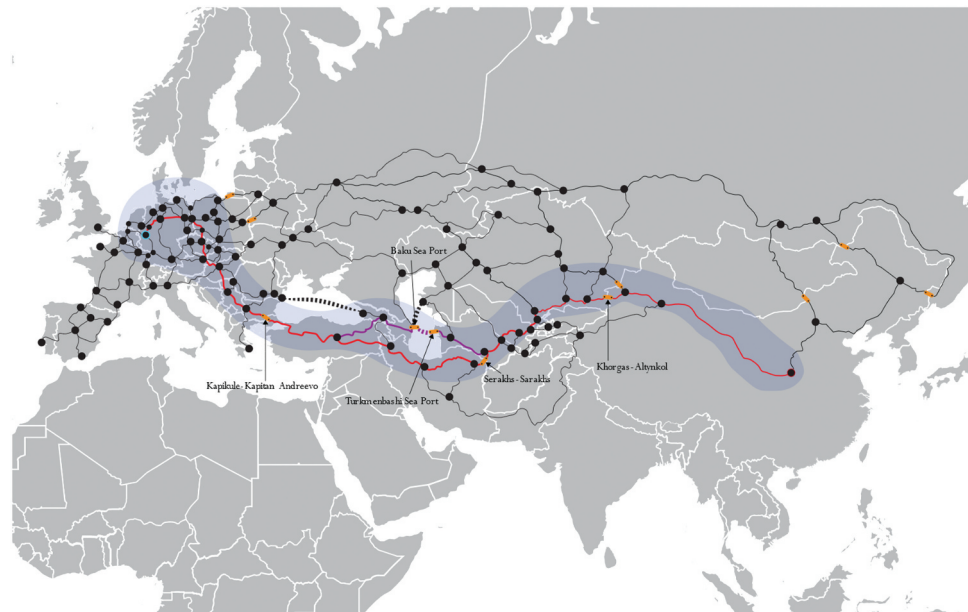 Baku Sea Port
Khorgas-Altynkol
Serakhs-Sarakhs
Kapikule-Kapitan Andreevo
Turkmenbashi Sea Port